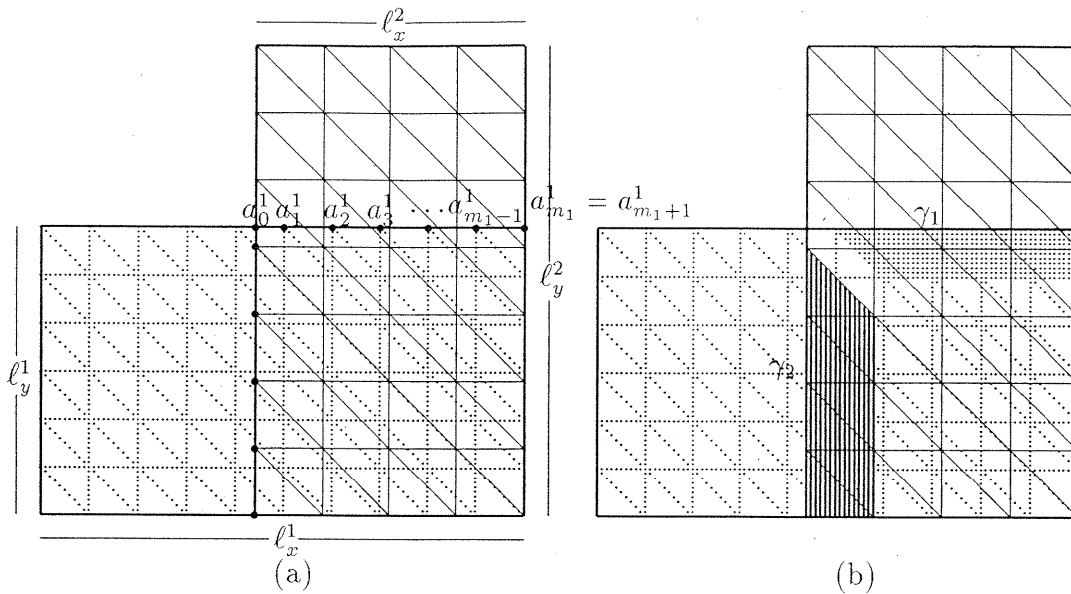 ℓ_x^2
a_0^1 a_1^1 a_2^1 a_3^1 ··· a_{m_1-1}^1 a_{m_1}^1 = a_{m_1+1}^1
γ_1
ℓ_y^2
ℓ_y^1
γ_2
ℓ_x^1
(a)
(b)